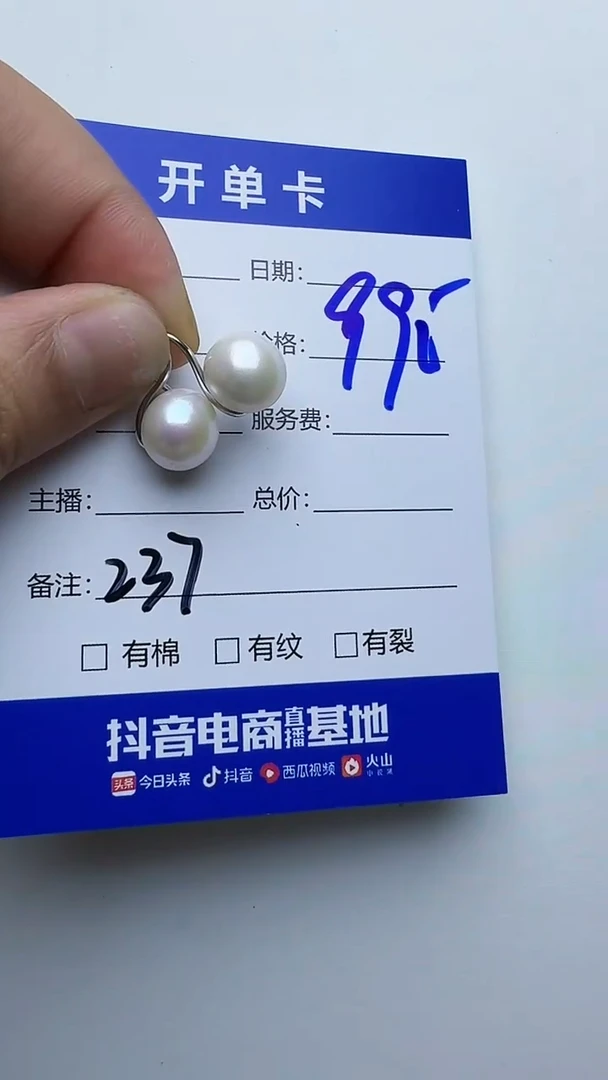 开单卡
日期:
格: 995
服务费:
主播: 总价:
备注: 237
□ 有棉 □ 有纹 □ 有裂
抖音电商直播基地
头条 今日头条 抖音 西瓜视频 火山